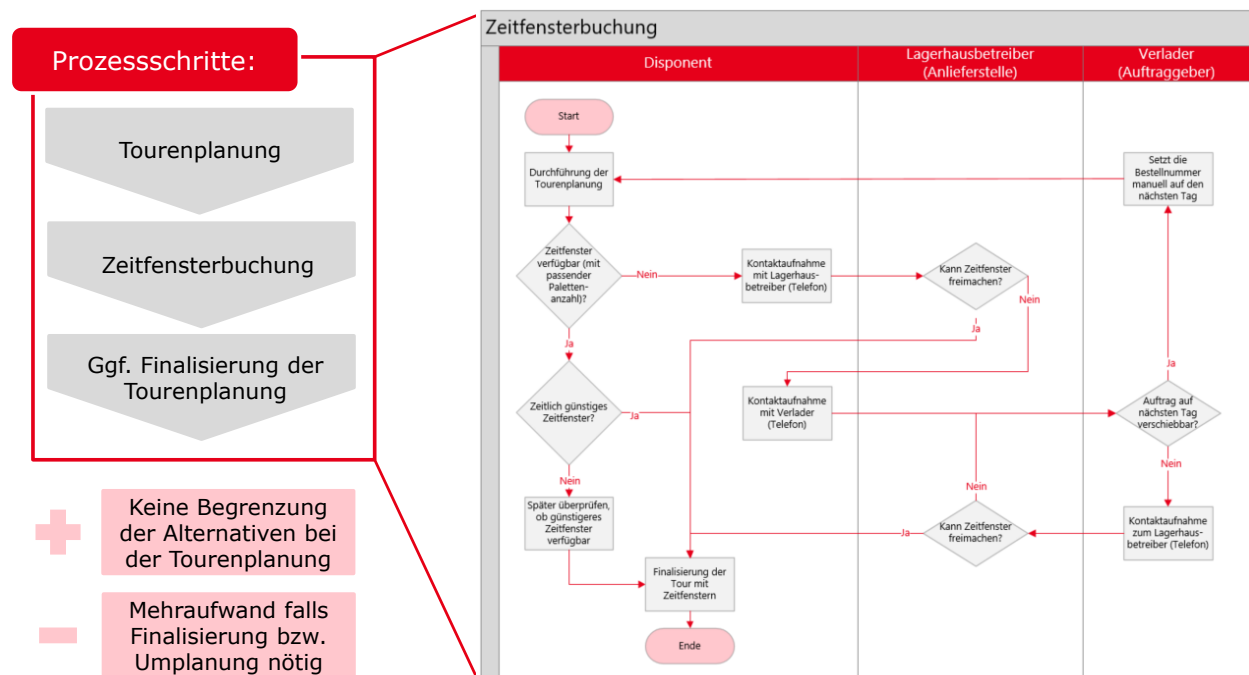 Prozessschritte:
Tourenplanung
Zeitfensterbuchung
Ggf. Finalisierung der
Tourenplanung
Keine Begrenzung
der Alternativen bei
der Tourenplanung
Mehraufwand falls
Finalisierung bzw.
Umplanung nötig
Zeitfensterbuchung
Disponent
Lagerhausbetreiber
(Anlieferstelle)
Verlader
(Auftraggeber)
Start
Durchführung der
Tourenplanung
Setzt die
Bestellnummer
manuell auf den
nächsten Tag
Zeitfenster
verfügbar (mit
passender
Paletten-
anzahl)?
Nein
Kontaktaufnahme
mit Lagerhaus-
betreiber (Telefon)
Kann Zeitfenster
freimachen?
Nein
Ja
Ja
Ja
Zeitlich günstiges
Zeitfenster?
Ja
Kontaktaufnahme
mit Verlader
(Telefon)
Auftrag auf
nächsten Tag
verschiebbar?
Nein
Nein
Nein
Später überprüfen,
ob günstigeres
Zeitfenster
verfügbar
Ja
Kann Zeitfenster
freimachen?
Kontaktaufnahme
zum Lagerhaus-
betreiber (Telefon)
Finalisierung der
Tour mit
Zeitfenstern
Ende